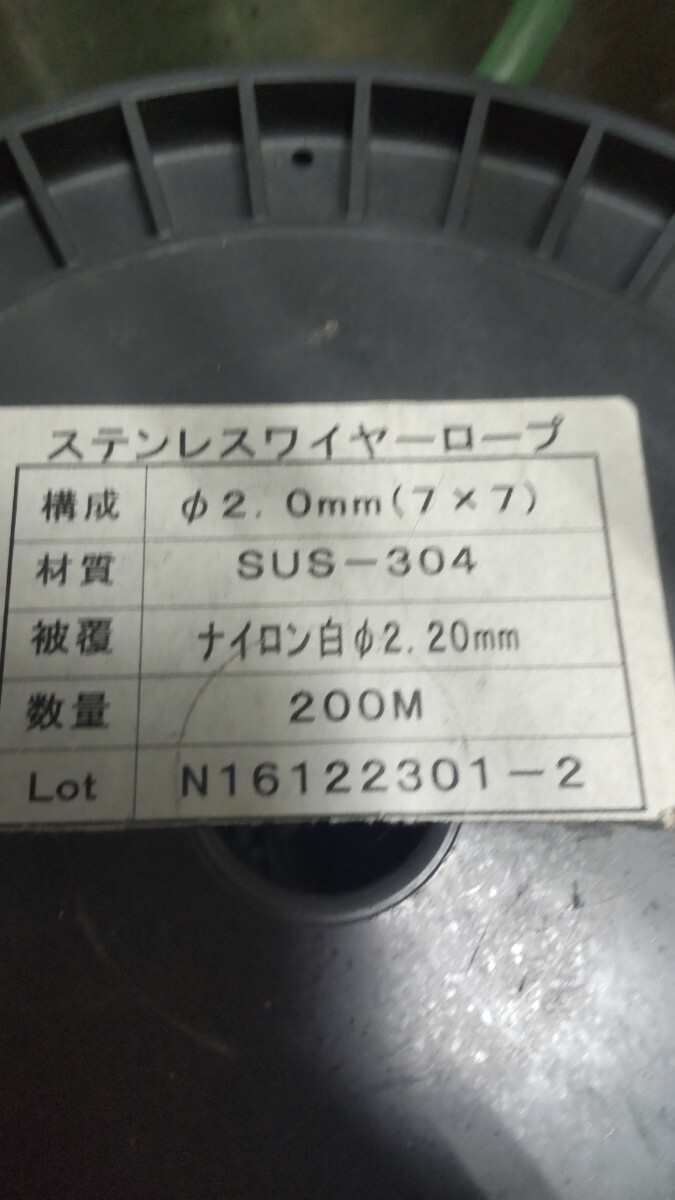 ステンレスワイヤーロープ
構成 φ2.0mm(7×7)
材質 SUS-304
被覆 ナイロン白φ2.20mm
数量 200M
Lot N16122301-2